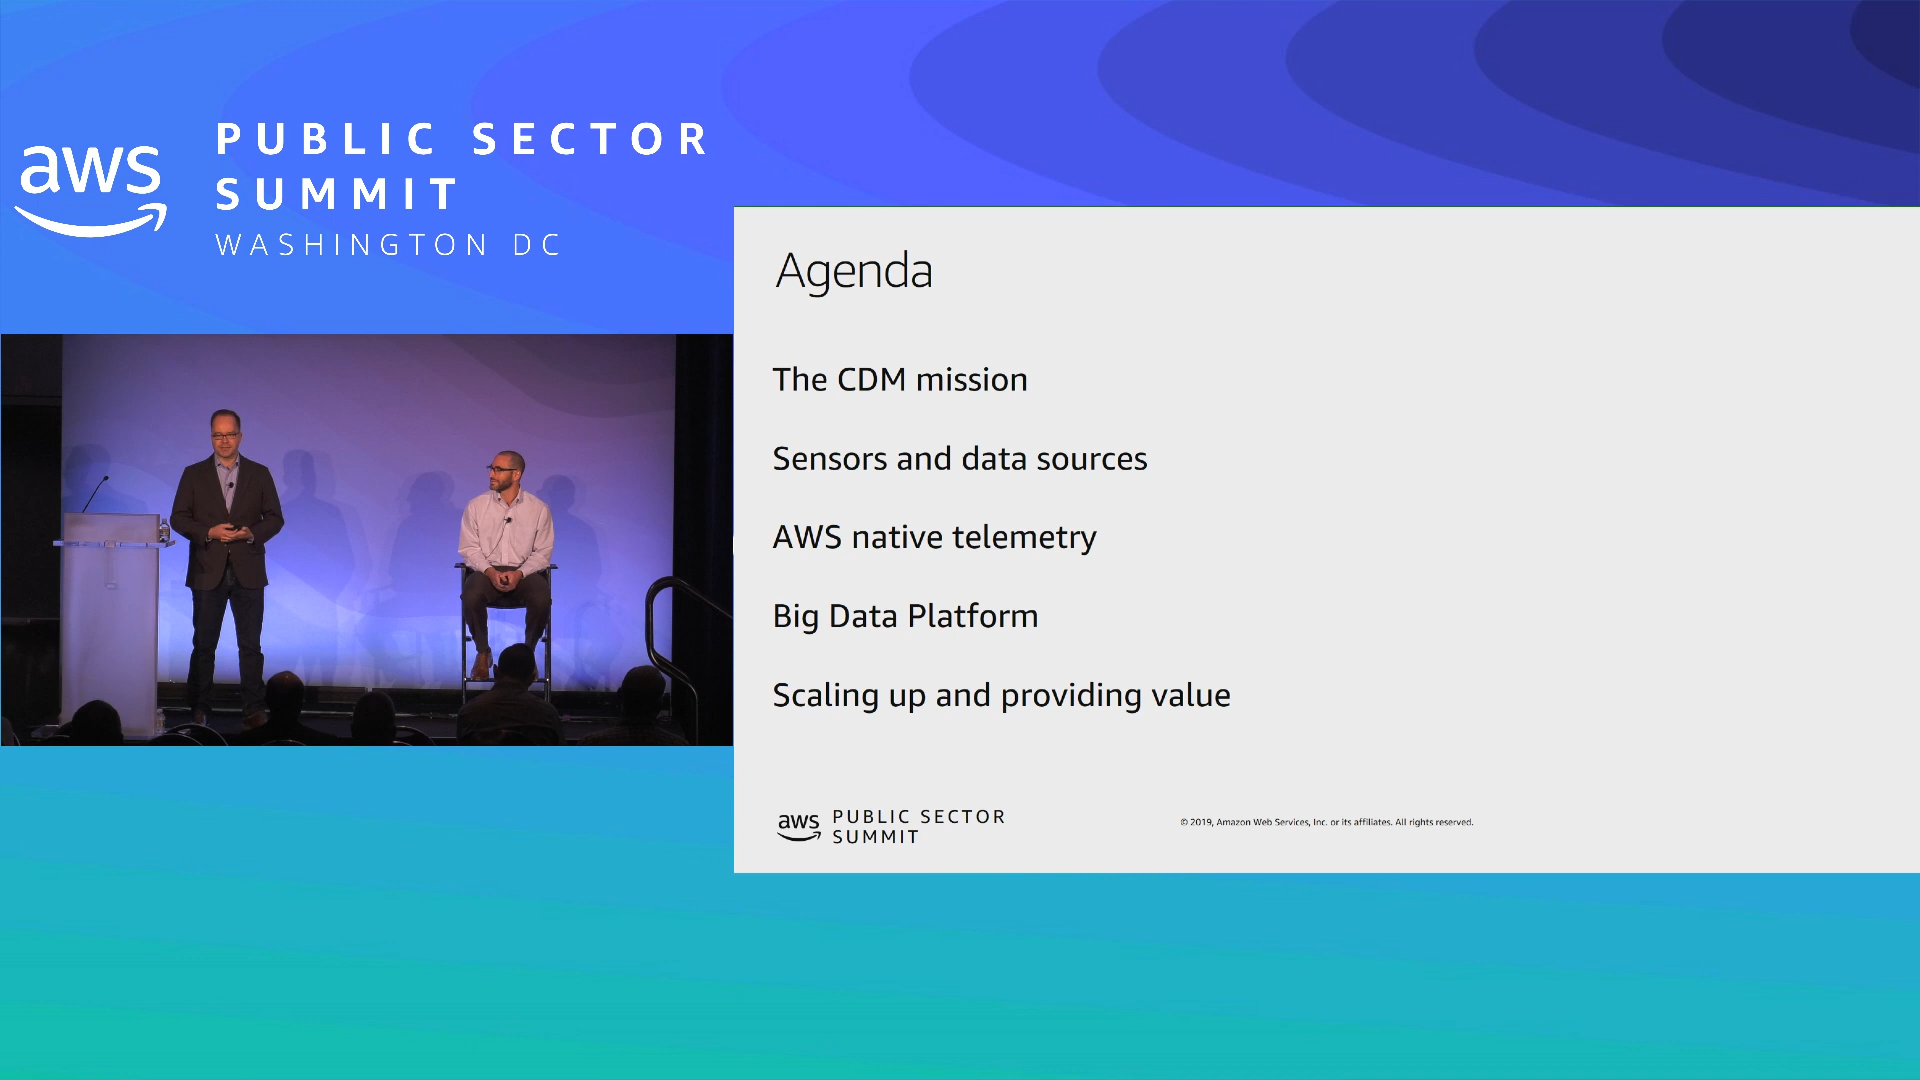 aws
PUBLIC SECTOR
SUMMIT
WASHINGTON DC
Agenda
The CDM mission
Sensors and data sources
AWS native telemetry
Big Data Platform
Scaling up and providing value
aws
PUBLIC SECTOR
SUMMIT
© 2019, Amazon Web Services, Inc. or its affiliates. All rights reserved.